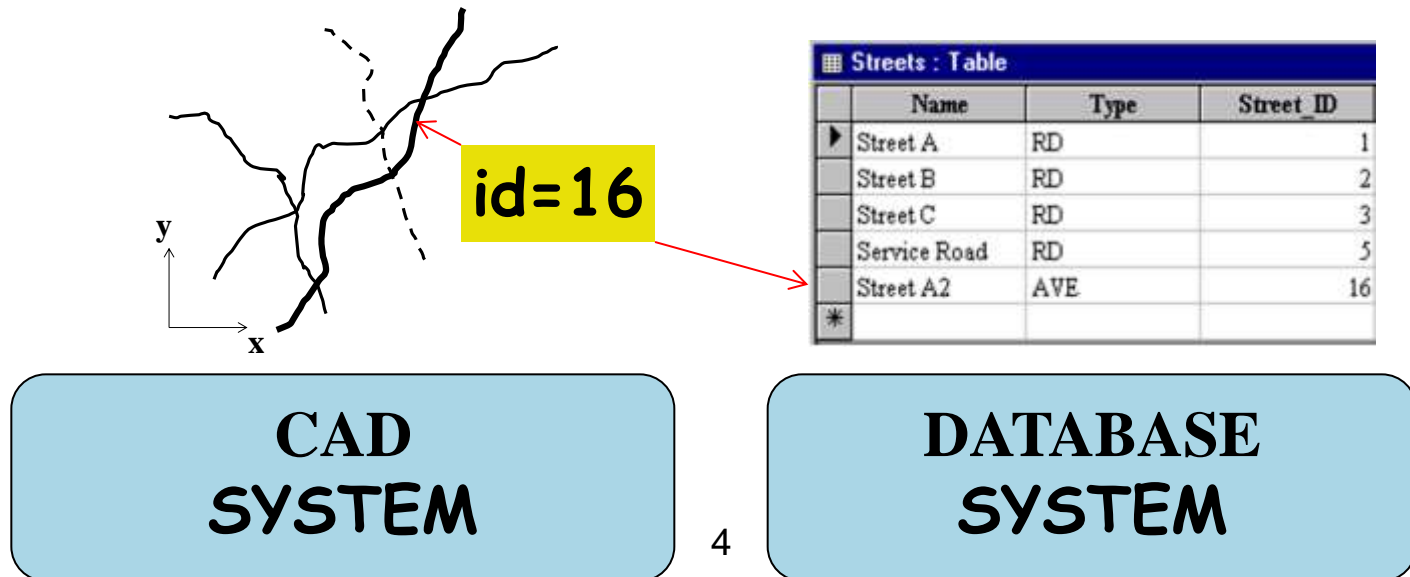 y
x
id=16
Streets : Table
Name Type Street_ID
Street A RD 1
Street B RD 2
Street C RD 3
Service Road RD 5
Street A2 AVE 16
CAD
SYSTEM
4
DATABASE
SYSTEM